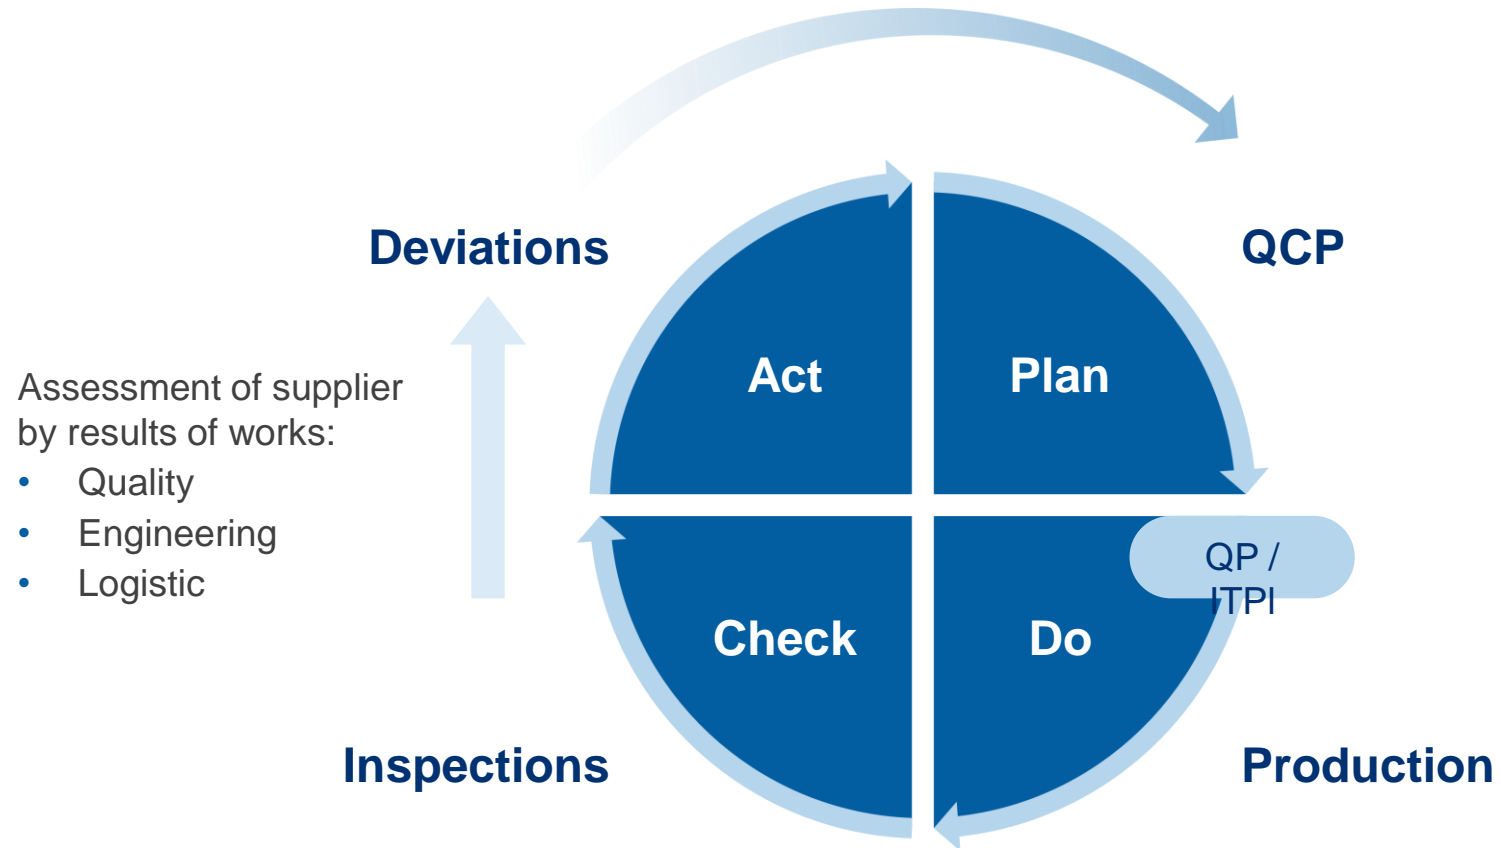 Deviations
QCP
Act
Plan
Assessment of supplier
by results of works:
• Quality
• Engineering
• Logistic
QP /
ITPl
Check
Do
Inspections
Production